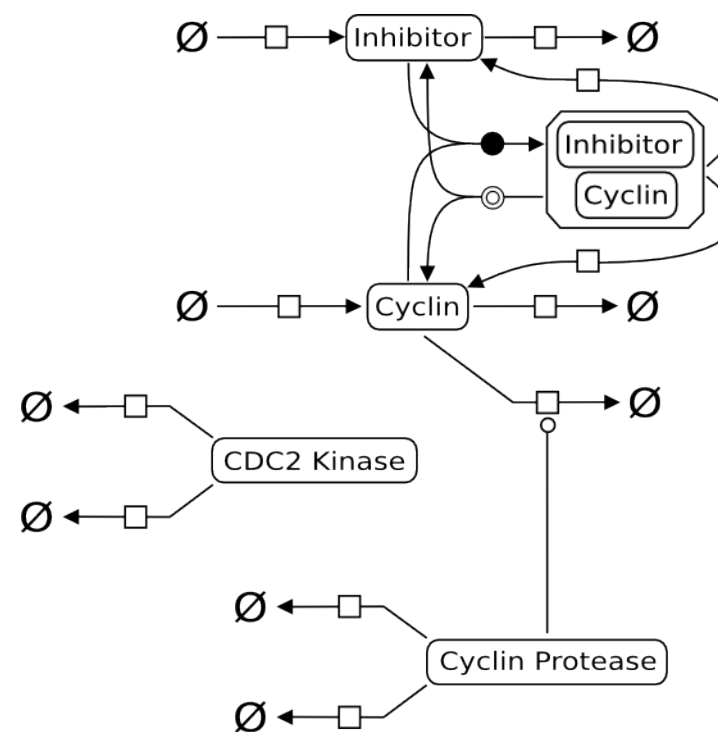 Ø Inhibitor Ø
Inhibitor
Cyclin
Ø Cyclin Ø
Ø
Ø
CDC2 Kinase
Ø
Ø
Cyclin Protease
Ø